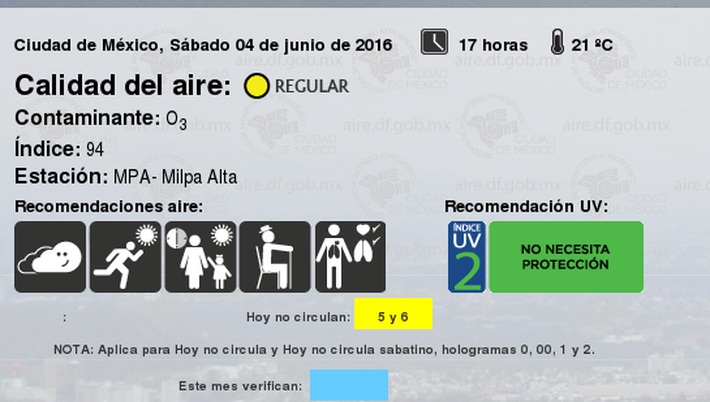 Ciudad de México, Sábado 04 de junio de 2016 17 horas 21 ºC
Calidad del aire: REGULAR
Contaminante: O3
Índice: 94
Estación: MPA- Milpa Alta
Recomendaciones aire: Recomendación UV:
ÍNDICE
UV
2
NO NECESITA
PROTECCIÓN
: Hoy no circulan: 5 y 6
NOTA: Aplica para Hoy no circula y Hoy no circula sabatino, hologramas 0, 00, 1 y 2.
Este mes verifican:
aire.df.gob.mx
CIUDAD
DE MÉXICO